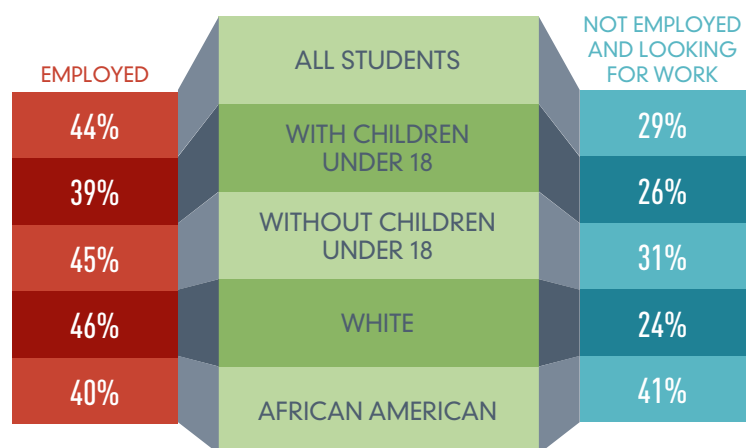 EMPLOYED
NOT EMPLOYED
AND LOOKING
FOR WORK
44%
ALL STUDENTS
29%
39%
WITH CHILDREN
UNDER 18
26%
45%
WITHOUT CHILDREN
UNDER 18
31%
46%
WHITE
24%
40%
AFRICAN AMERICAN
41%